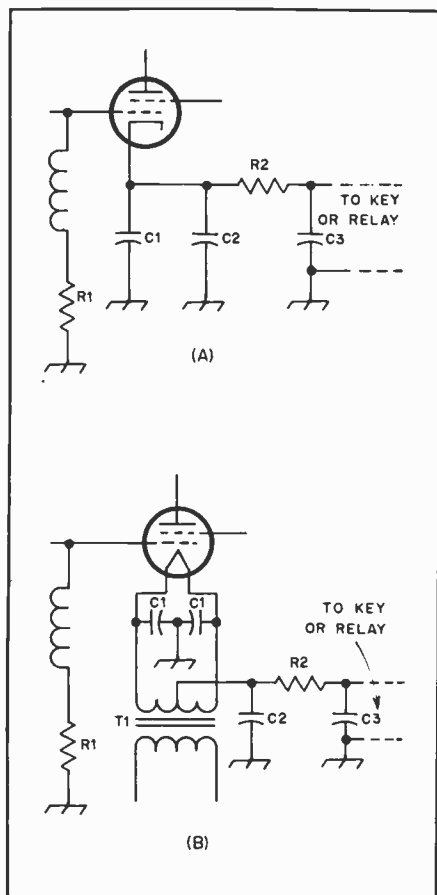 R2
TO KEY
OR RELAY
C1
C2
C3
R1
(A)
C1
C1
TO KEY
OR RELAY
R2
T1
C2
C3
R1
(B)